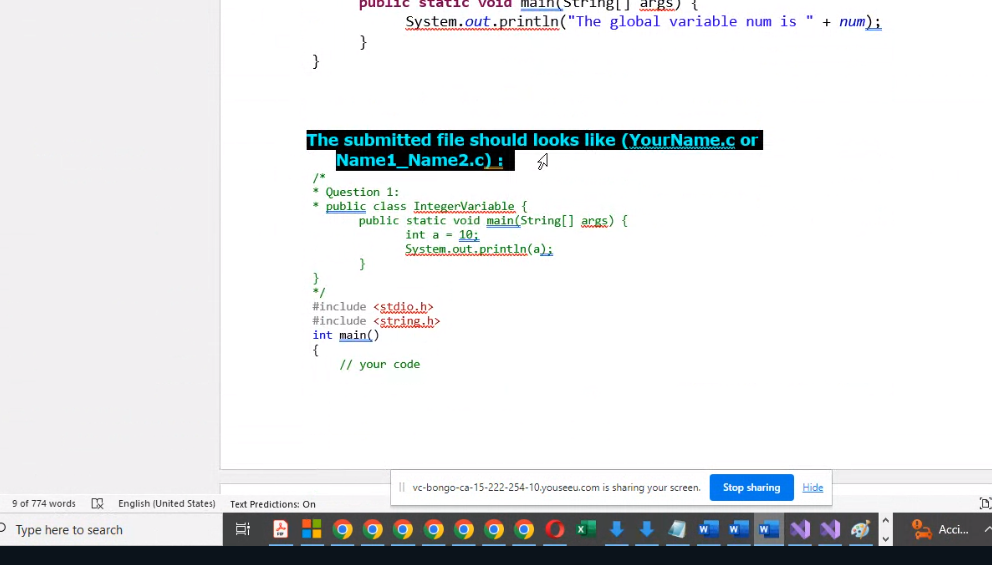 public static void main(String[] args) {
System.out.println("The global variable num is " + num);
}
}
The submitted file should looks like (YourName.c or
Name1_Name2.c) :
/*
* Question 1:
* public class IntegerVariable {
public static void main(String[] args) {
int a = 10;
System.out.println(a);
}
}
*/
#include <stdio.h>
#include <string.h>
int main()
{
// your code
vc-bongo-ca-15-222-254-10.youseeu.com is sharing your screen. Stop sharing Hide
9 of 774 words English (United States) Text Predictions: On
Type here to search Acci...